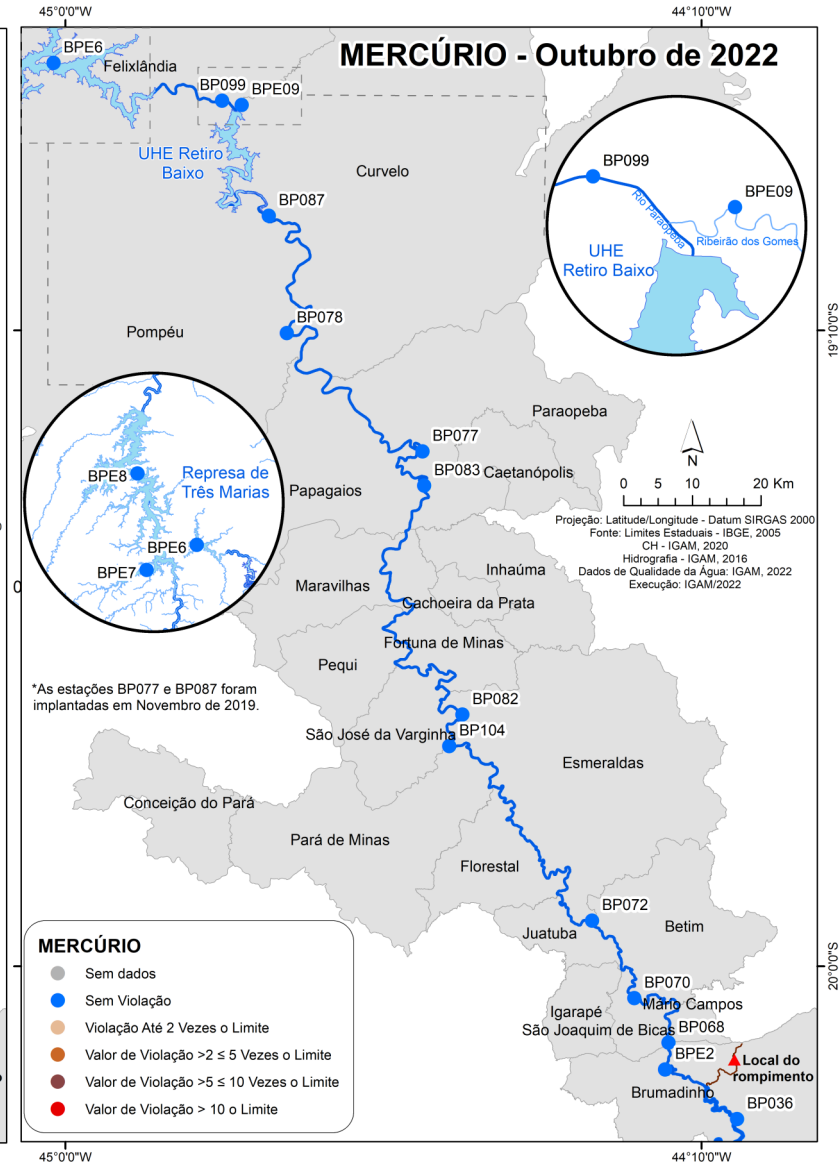 45°0'0"W
44°10'0"W
MERCÚRIO - Outubro de 2022
BPE6
Felixlândia
BP099
BPE09
UHE Retiro
Baixo
Curvelo
BP087
BP099
BPE09
Rio Paraopeba
Ribeirão dos Gomes
UHE
Retiro Baixo
BP078
Pompéu
19°10'0"S
Paraopeba
BP077
BP083
Caetanópolis
Papagaios
N
0 5 10 20 Km
Projeção: Latitude/Longitude - Datum SIRGAS 2000
Fonte: Limites Estaduais - IBGE, 2005
CH - IGAM, 2020
Hidrografia - IGAM, 2016
Dados de Qualidade da Água: IGAM, 2022
Execução: IGAM/2022
BPE8
Represa de
Três Marias
BPE6
BPE7
Inhaúma
Maravilhas
Cachoeira da Prata
Fortuna de Minas
Pequi
*As estações BP077 e BP087 foram
implantadas em Novembro de 2019.
BP082
BP104
São José da Varginha
Esmeraldas
Conceição do Pará
Pará de Minas
Florestal
BP072
Juatuba
Betim
20°0'0"S
BP070
Mário Campos
Igarapé
São Joaquim de Bicas
BP068
BPE2
Local do
rompimento
Brumadinho
BP036
MERCÚRIO
Sem dados
Sem Violação
Violação Até 2 Vezes o Limite
Valor de Violação >2 ≤ 5 Vezes o Limite
Valor de Violação >5 ≤ 10 Vezes o Limite
Valor de Violação > 10 o Limite
45°0'0"W
44°10'0"W